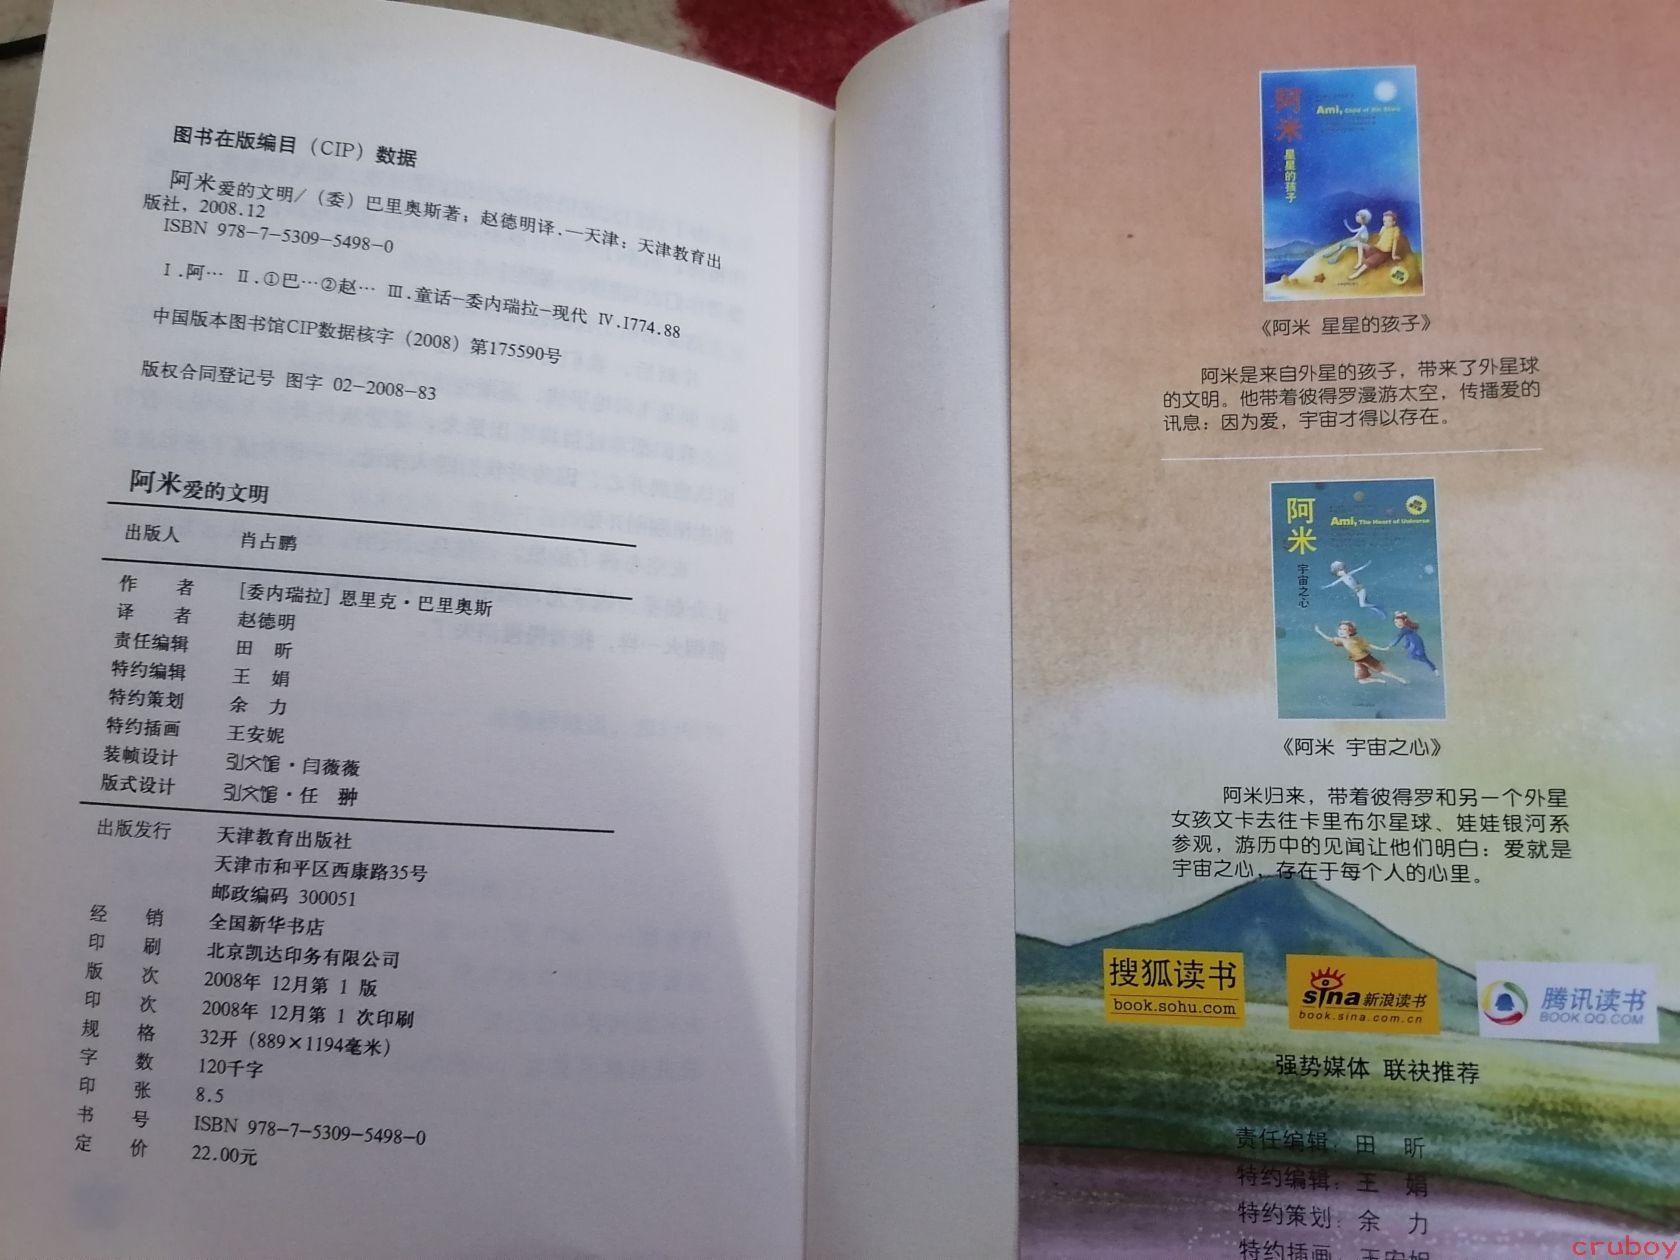 图书在版编目（CIP）数据
阿米爱的文明/（委）巴里奥斯著；赵德明译.—天津：天津教育出
版社，2008.12
ISBN 978-7-5309-5498-0
Ⅰ.阿… Ⅱ.①巴…②赵… Ⅲ.童话-委内瑞拉-现代 Ⅳ.I774.88
中国版本图书馆CIP数据核字（2008）第175590号
版权合同登记号 图字 02-2008-83
阿米爱的文明
出版人 肖占鹏
作 者 [委内瑞拉] 恩里克·巴里奥斯
译 者 赵德明
责任编辑 田 昕
特约编辑 王 娟
特约策划 余 力
特约插画 王安妮
装帧设计 弘文馆·闫薇薇
版式设计 弘文馆·任 翀
出版发行 天津教育出版社
天津市和平区西康路35号
邮政编码 300051
经 销 全国新华书店
印 刷 北京凯达印务有限公司
版 次 2008年 12月第 1 版
印 次 2008年 12月第 1 次印刷
规 格 32开（889×1194毫米）
字 数 120千字
印 张 8.5
书 号 ISBN 978-7-5309-5498-0
定 价 22.00元
阿米
Ami, Child of the Stars
星星的孩子
《阿米 星星的孩子》
阿米是来自外星的孩子，带来了外星球
的文明。他带着彼得罗漫游太空，传播爱的
讯息：因为爱，宇宙才得以存在。
阿米
Ami, The Heart of Universe
宇宙之心
《阿米 宇宙之心》
阿米归来，带着彼得罗和另一个外星
女孩文卡去往卡里布尔星球、娃娃银河系
参观，游历中的见闻让他们明白：爱就是
宇宙之心，存在于每个人的心里。
搜狐读书
book.sohu.com
sina新浪读书
book.sina.com.cn
腾讯读书
BOOK.QQ.COM
强势媒体 联袂推荐
责任编辑：田 昕
特约编辑：王 娟
特约策划：余 力
特约插画：王安妮
cruboy